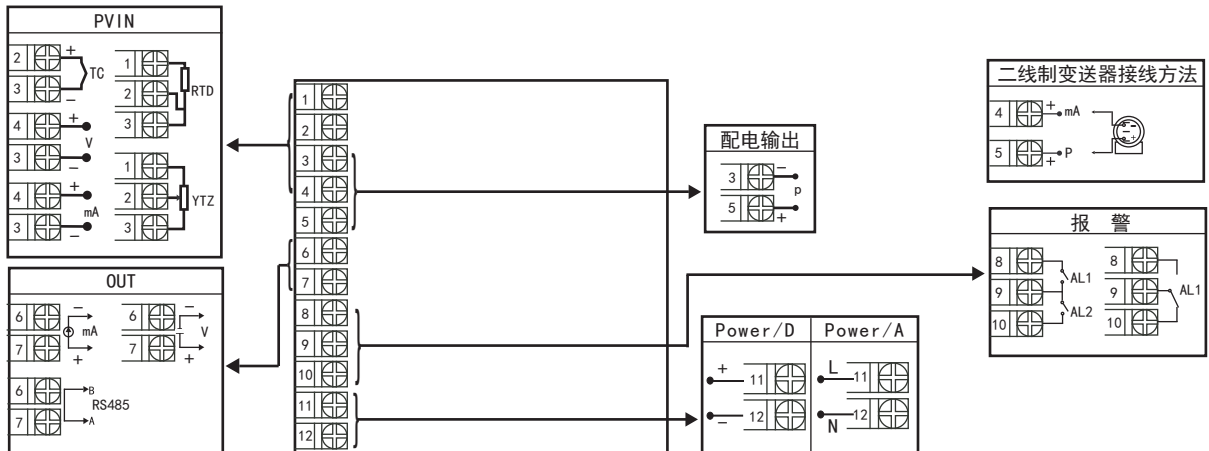 PVIN
2 + TC
3 −
4 + V
3 −
4 + mA
3 −
1 RTD
2
3
1
2 YTZ
3
OUT
6 − mA
7 +
6 − V
7 +
6 B
RS485
7 A
1
2
3
4
5
6
7
8
9
10
11
12
配电输出
3 −
p
5 +
Power/D
+ 11
− 12
Power/A
L 11
N 12
二线制变送器接线方法
4 + mA
−
+
5 + P
报 警
8
AL1
9
AL2
10
8
9 AL1
10